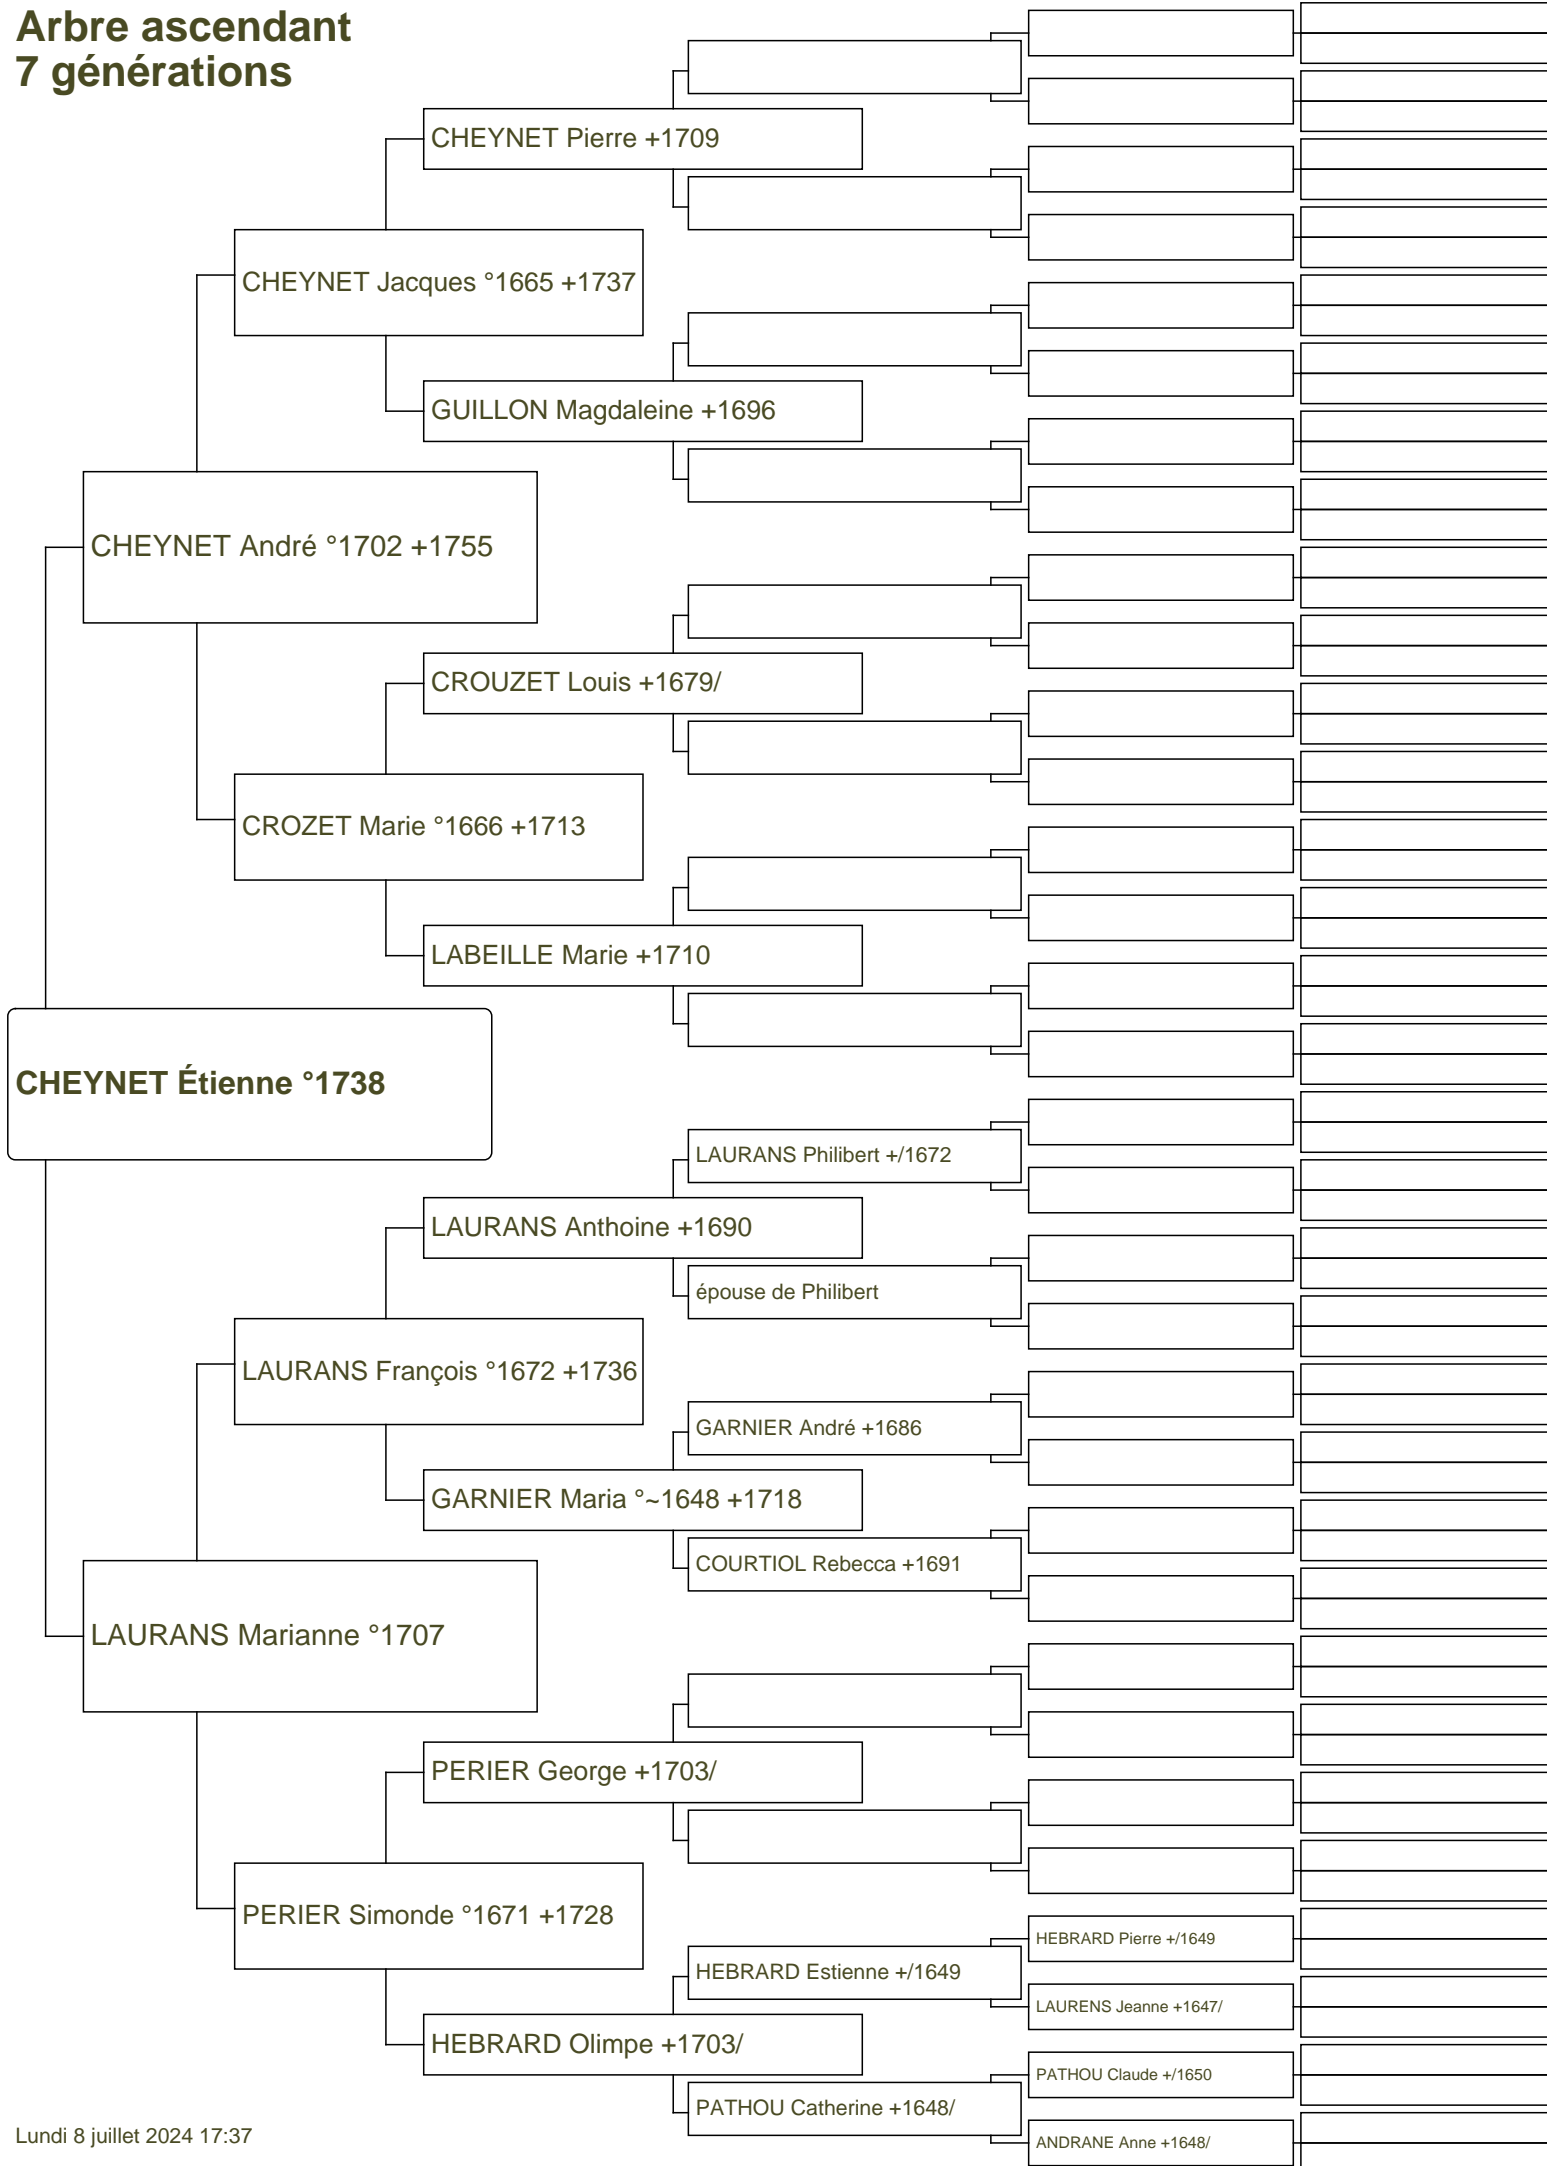 Arbre ascendant
7 générations
CHEYNET Pierre +1709
CHEYNET Jacques °1665 +1737
GUILLON Magdaleine +1696
CHEYNET André °1702 +1755
CROUZET Louis +1679/
CROZET Marie °1666 +1713
LABEILLE Marie +1710
CHEYNET Étienne °1738
LAURANS Philibert +/1672
LAURANS Anthoine +1690
épouse de Philibert
LAURANS François °1672 +1736
GARNIER André +1686
GARNIER Maria °~1648 +1718
COURTIOL Rebecca +1691
LAURANS Marianne °1707
PERIER George +1703/
PERIER Simonde °1671 +1728
HEBRARD Pierre +/1649
HEBRARD Estienne +/1649
LAURENS Jeanne +1647/
HEBRARD Olimpe +1703/
PATHOU Claude +/1650
PATHOU Catherine +1648/
ANDRANE Anne +1648/
Lundi 8 juillet 2024 17:37